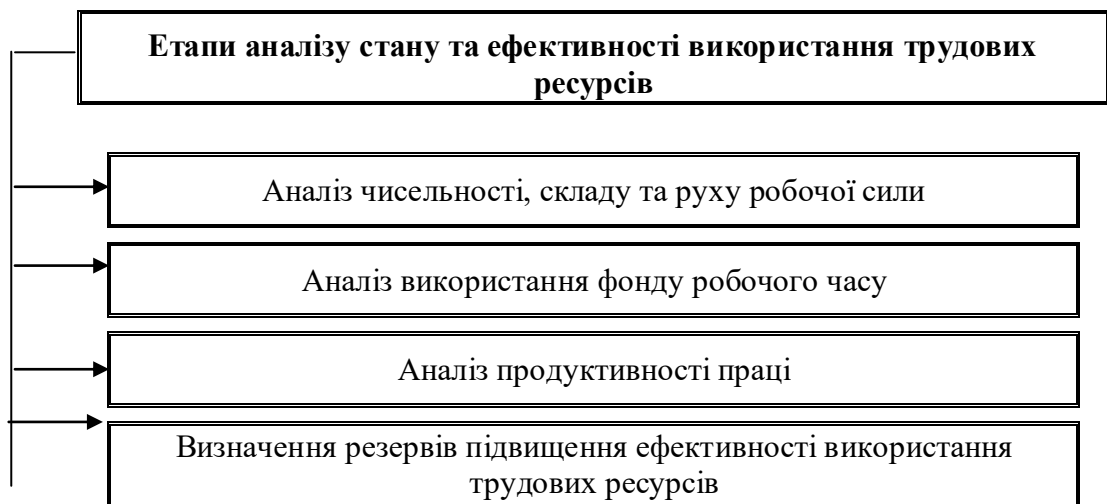 Етапи аналізу стану та ефективності використання трудових
ресурсів
Аналіз чисельності, складу та руху робочої сили
Аналіз використання фонду робочого часу
Аналіз продуктивності праці
Визначення резервів підвищення ефективності використання
трудових ресурсів